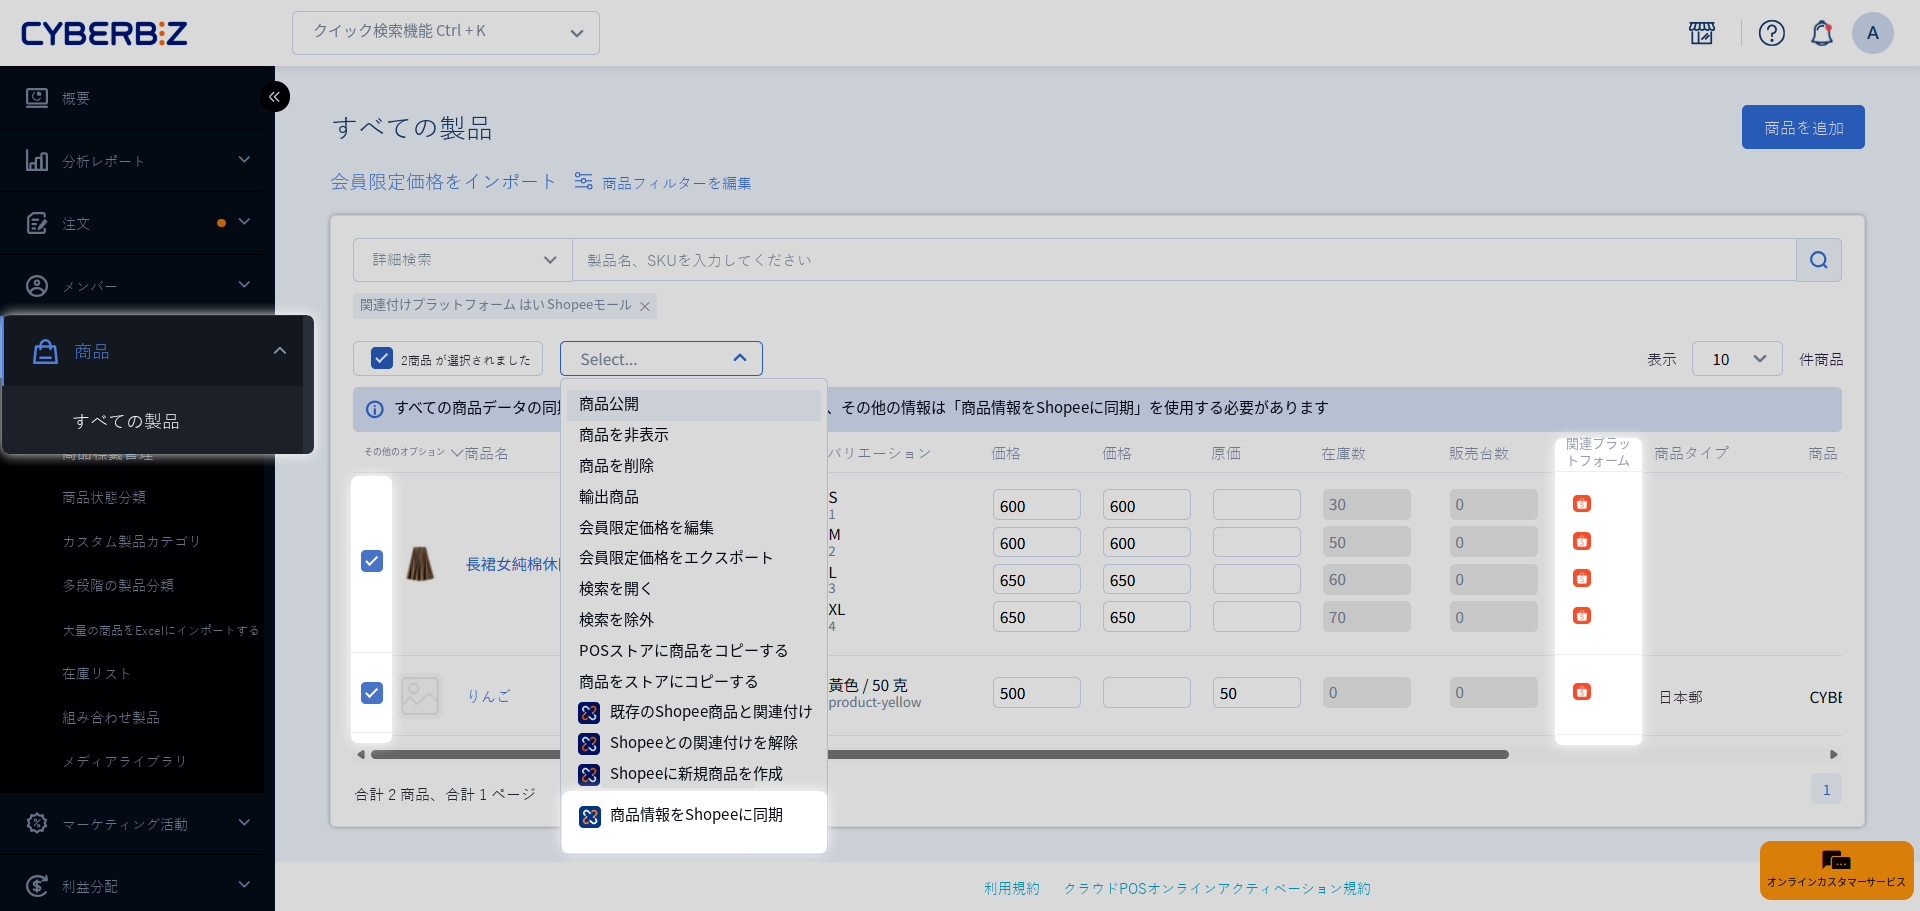 CYBERBIZ
クイック検索機能 Ctrl + K
A
概要
分析レポート
注文
メンバー
商品
すべての製品
商品標識管理
商品状態分類
カスタム製品カテゴリ
多段階の製品分類
大量の商品をExcelにインポートする
在庫リスト
組み合わせ製品
メディアライブラリ
マーケティング活動
利益分配
すべての製品
商品を追加
会員限定価格をインポート
商品フィルターを編集
詳細検索
製品名、SKUを入力してください
関連付けプラットフォーム はい Shopeeモール
2商品 が選択されました
Select...
表示
10
件商品
すべての商品データの同期
、その他の情報は「商品情報をShopeeに同期」を使用する必要があります
その他のオプション
商品名
バリエーション
価格
価格
原価
在庫数
販売台数
関連プラットフォーム
商品タイプ
商品
長裙女純棉休
S
1
600
600
30
0
M
2
600
600
50
0
L
3
650
650
60
0
XL
4
650
650
70
0
りんご
黃色 / 50 克
product-yellow
500
50
0
0
日本郵
CYBE
商品公開
商品を非表示
商品を削除
輸出商品
会員限定価格を編集
会員限定価格をエクスポート
検索を開く
検索を除外
POSストアに商品をコピーする
商品をストアにコピーする
既存のShopee商品と関連付け
Shopeeとの関連付けを解除
Shopeeに新規商品を作成
商品情報をShopeeに同期
合計 2 商品、合計 1 ページ
1
利用規約
クラウドPOSオンラインアクティベーション規約
オンラインカスタマーサービス